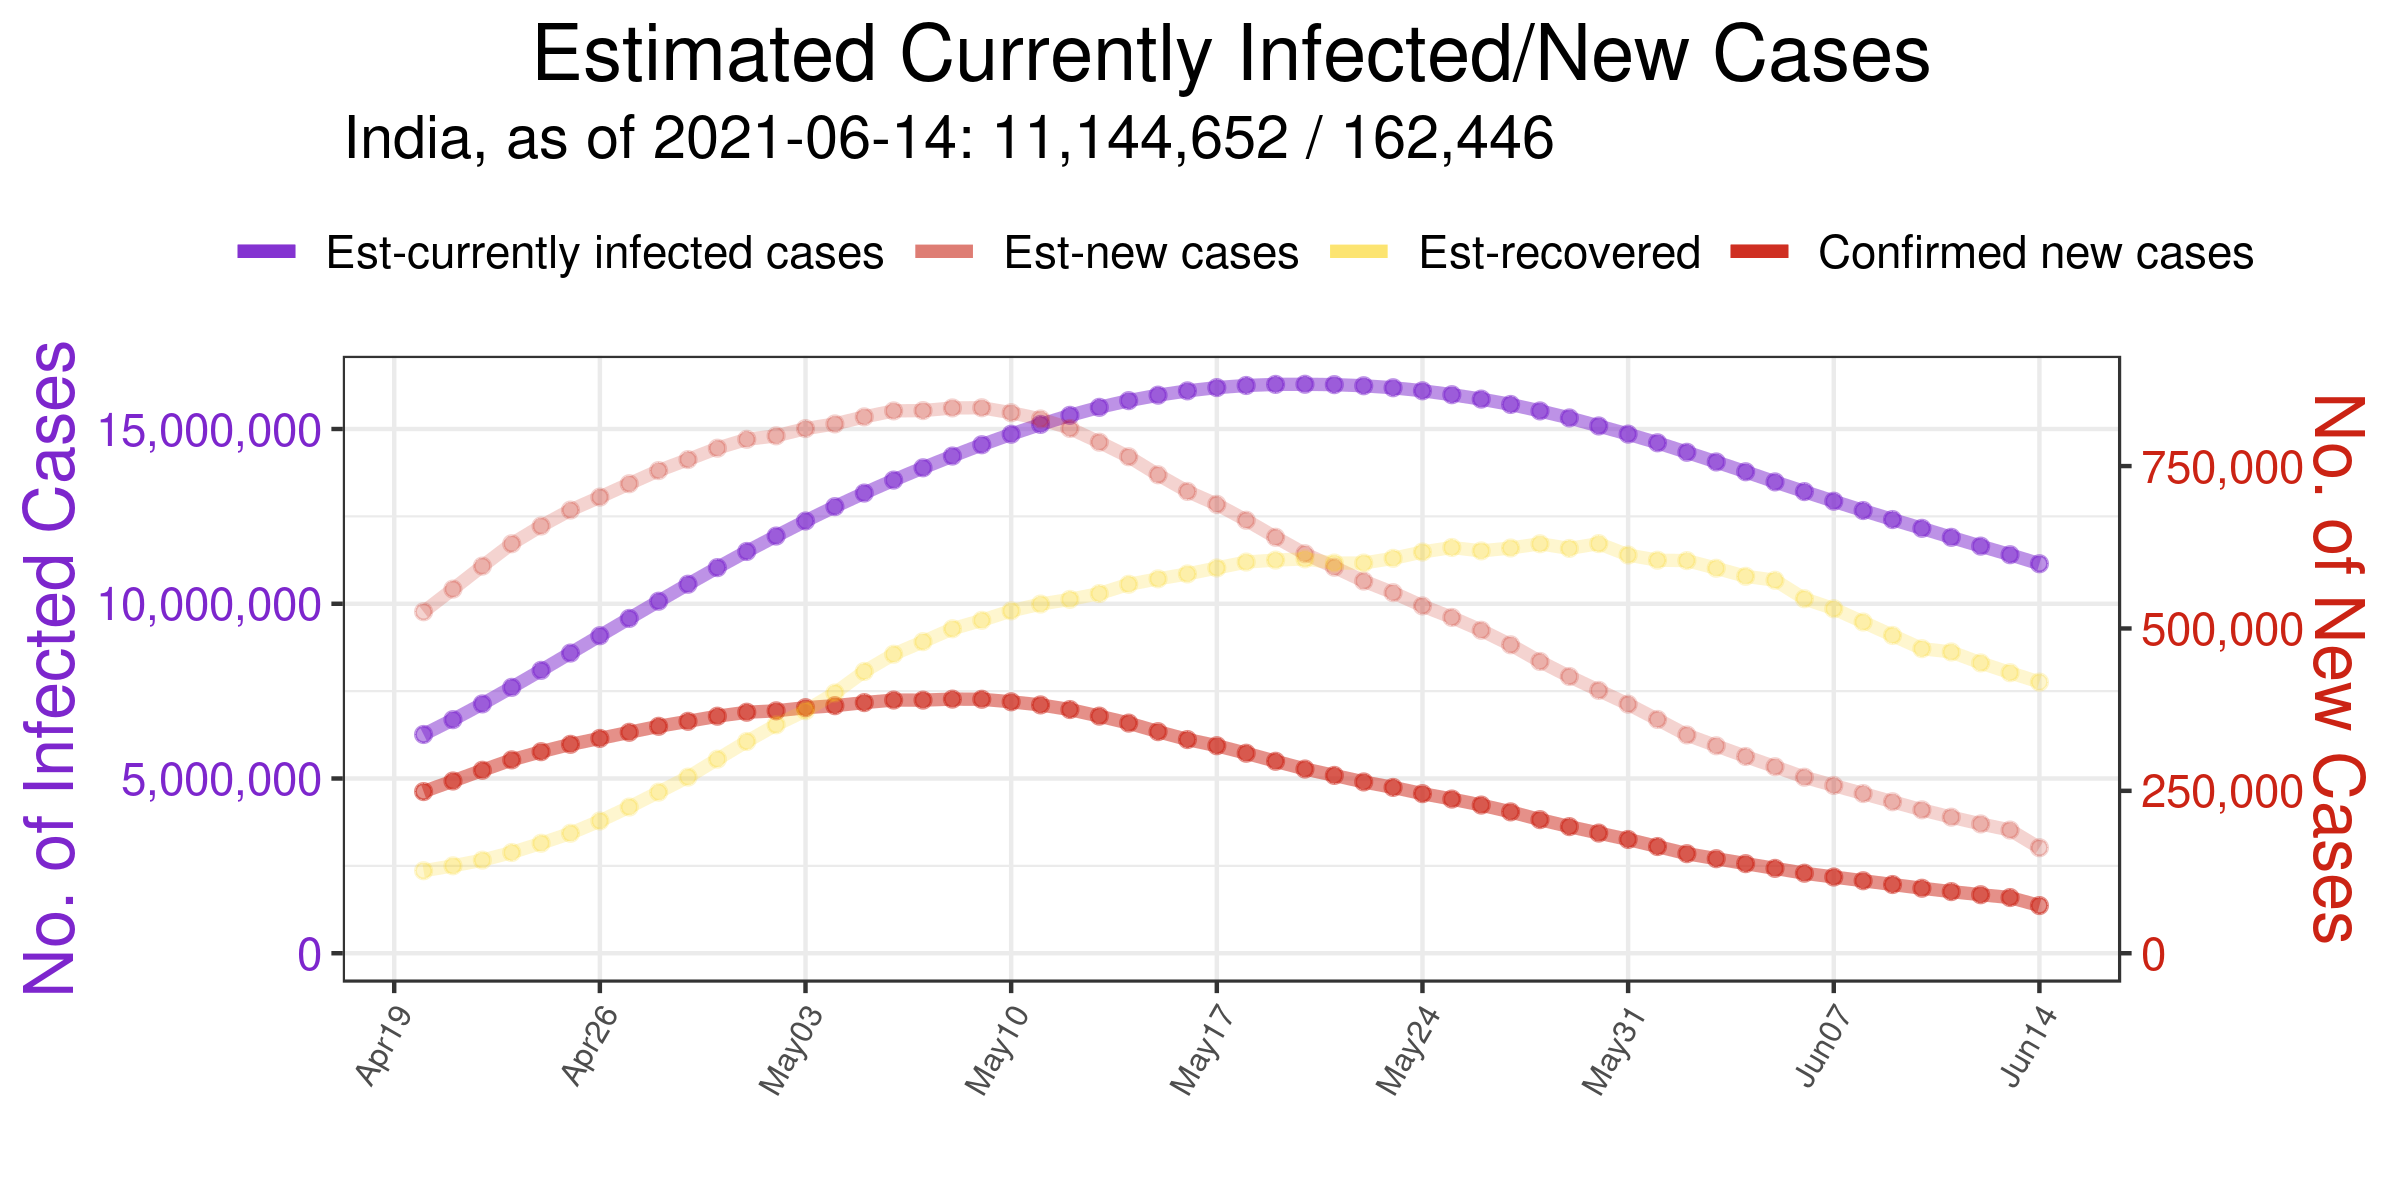 Estimated Currently Infected/New Cases
India, as of 2021-06-14: 11,144,652 / 162,446
Est-currently infected cases Est-new cases Est-recovered Confirmed new cases
No. of Infected Cases
15,000,000
10,000,000
5,000,000
0
750,000
500,000
250,000
0
No. of New Cases
Apr19 Apr26 May03 May10 May17 May24 May31 Jun07 Jun14